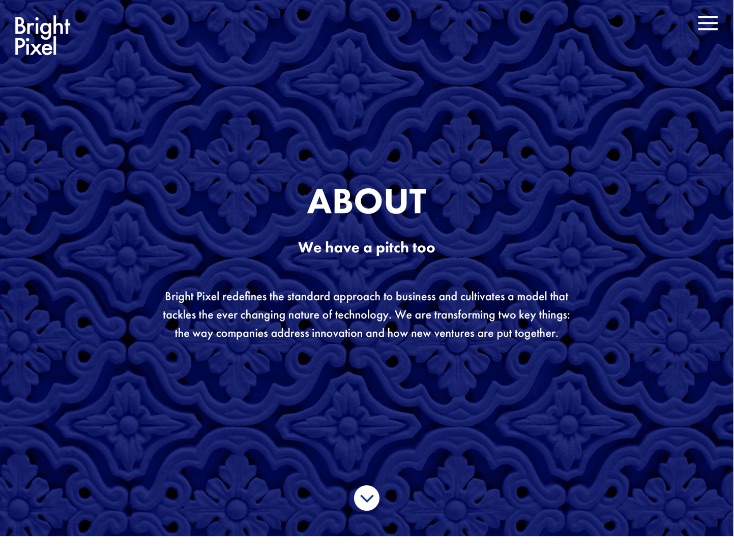 Bright
Pixel
ABOUT
We have a pitch too
Bright Pixel redefines the standard approach to business and cultivates a model that
tackles the ever changing nature of technology. We are transforming two key things:
the way companies address innovation and how new ventures are put together.